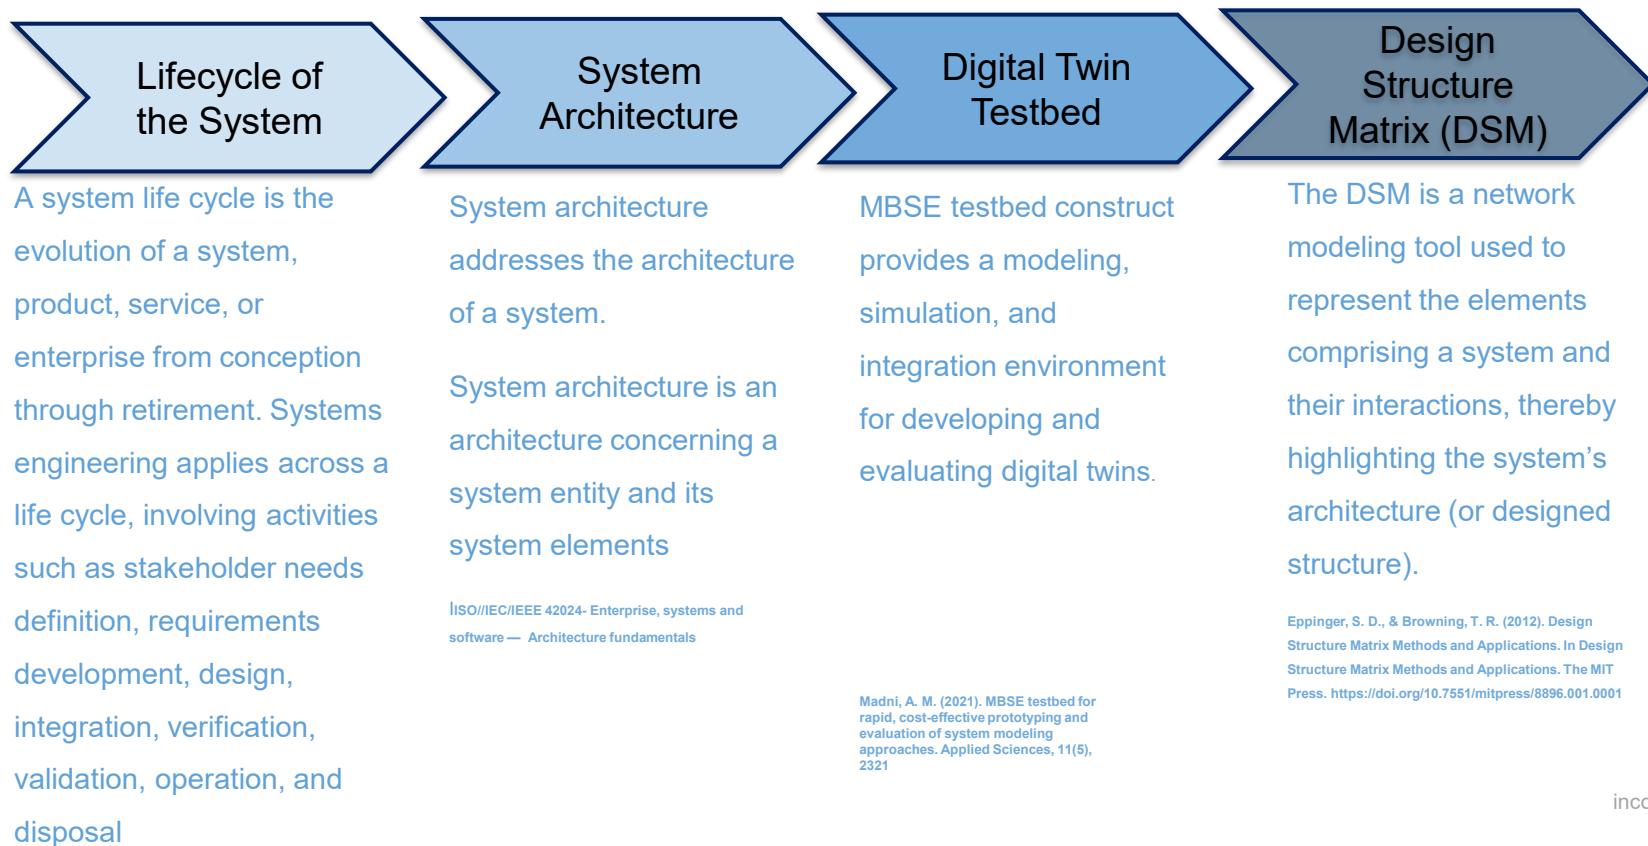 Lifecycle of
the System
A system life cycle is the
evolution of a system,
product, service, or
enterprise from conception
through retirement. Systems
engineering applies across a
life cycle, involving activities
such as stakeholder needs
definition, requirements
development, design,
integration, verification,
validation, operation, and
disposal
System
Architecture
System architecture
addresses the architecture
of a system.
System architecture is an
architecture concerning a
system entity and its
system elements
IISO//IEC/IEEE 42024- Enterprise, systems and
software — Architecture fundamentals
Digital Twin
Testbed
MBSE testbed construct
provides a modeling,
simulation, and
integration environment
for developing and
evaluating digital twins.
Madni, A. M. (2021). MBSE testbed for
rapid, cost-effective prototyping and
evaluation of system modeling
approaches. Applied Sciences, 11(5),
2321
Design
Structure
Matrix (DSM)
The DSM is a network
modeling tool used to
represent the elements
comprising a system and
their interactions, thereby
highlighting the system’s
architecture (or designed
structure).
Eppinger, S. D., & Browning, T. R. (2012). Design
Structure Matrix Methods and Applications. In Design
Structure Matrix Methods and Applications. The MIT
Press. https://doi.org/10.7551/mitpress/8896.001.0001